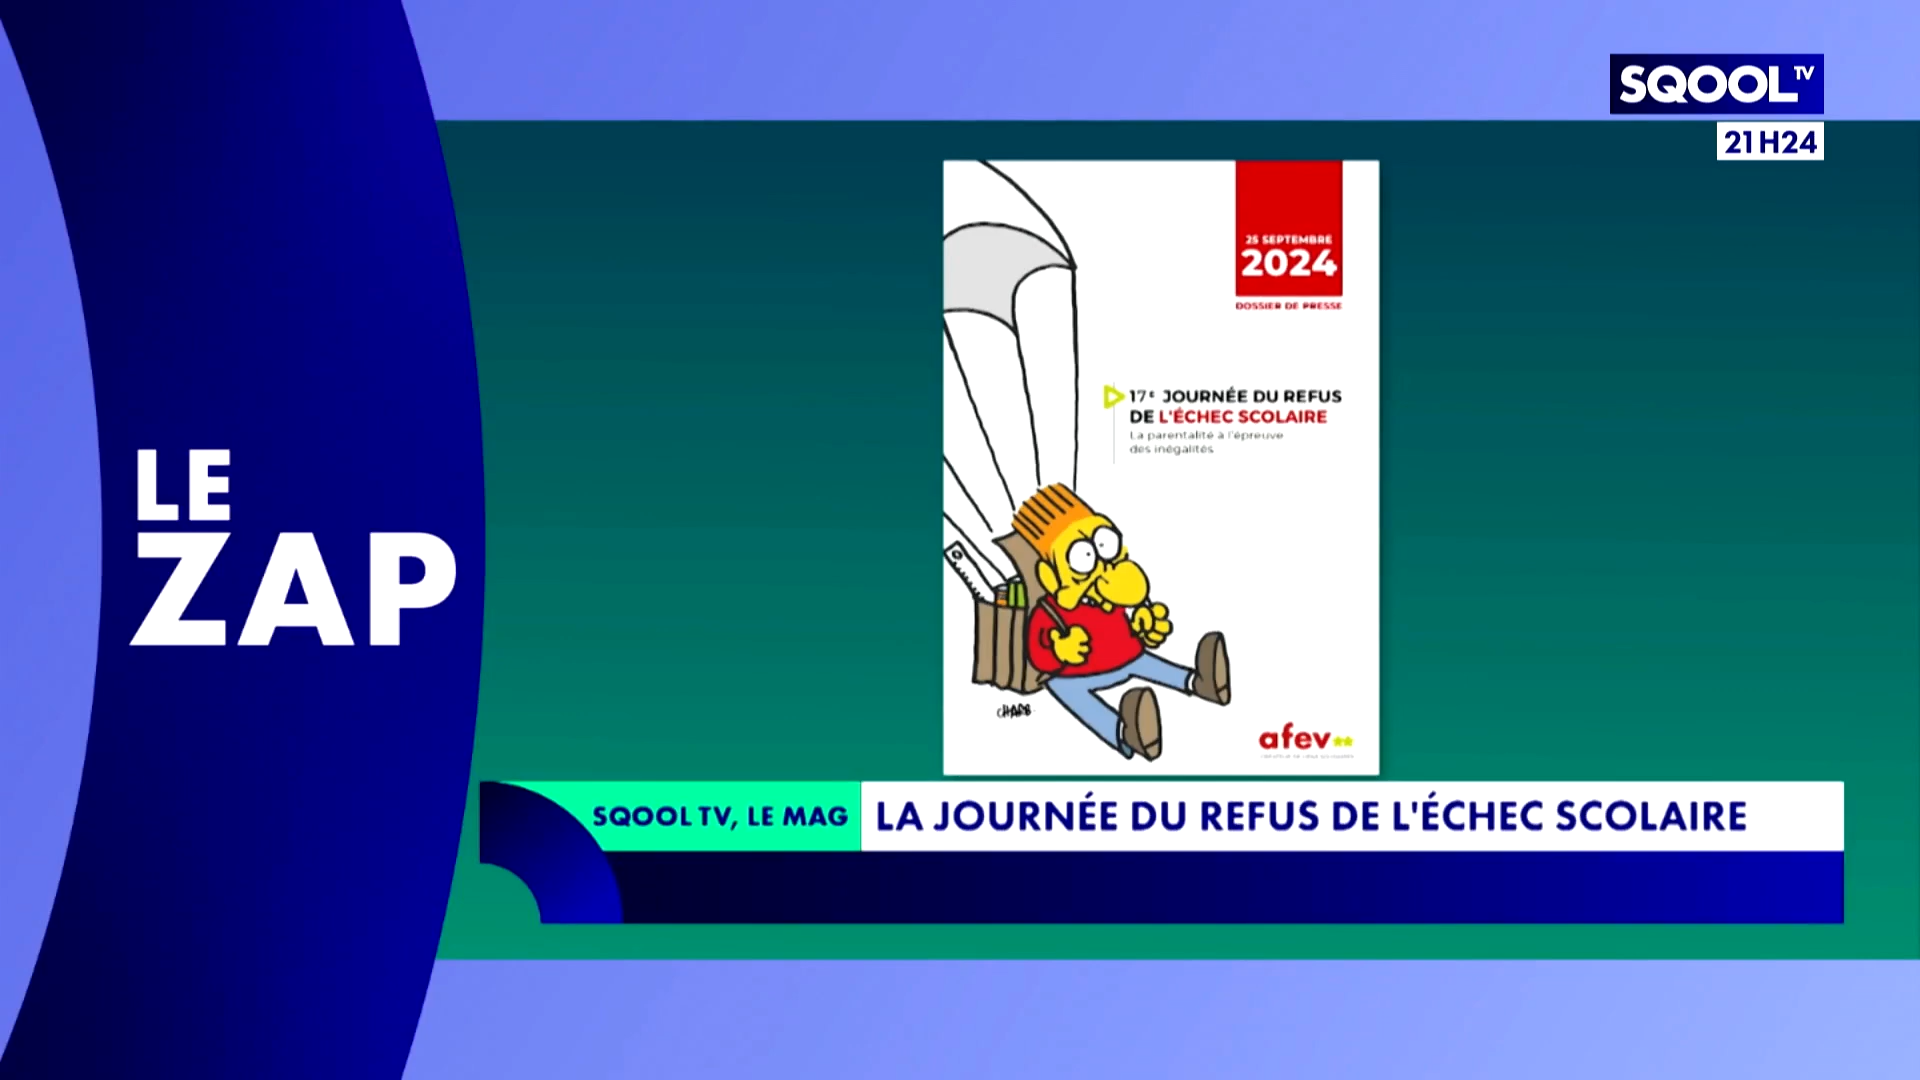 SQOOL TV
21H24
LE
ZAP
25 SEPTEMBRE
2024
DOSSIER DE PRESSE
17e JOURNÉE DU REFUS
DE L'ÉCHEC SCOLAIRE
La parentalité à l'épreuve
des inégalités
CHARB
afev
SQOOL TV, LE MAG
LA JOURNÉE DU REFUS DE L'ÉCHEC SCOLAIRE